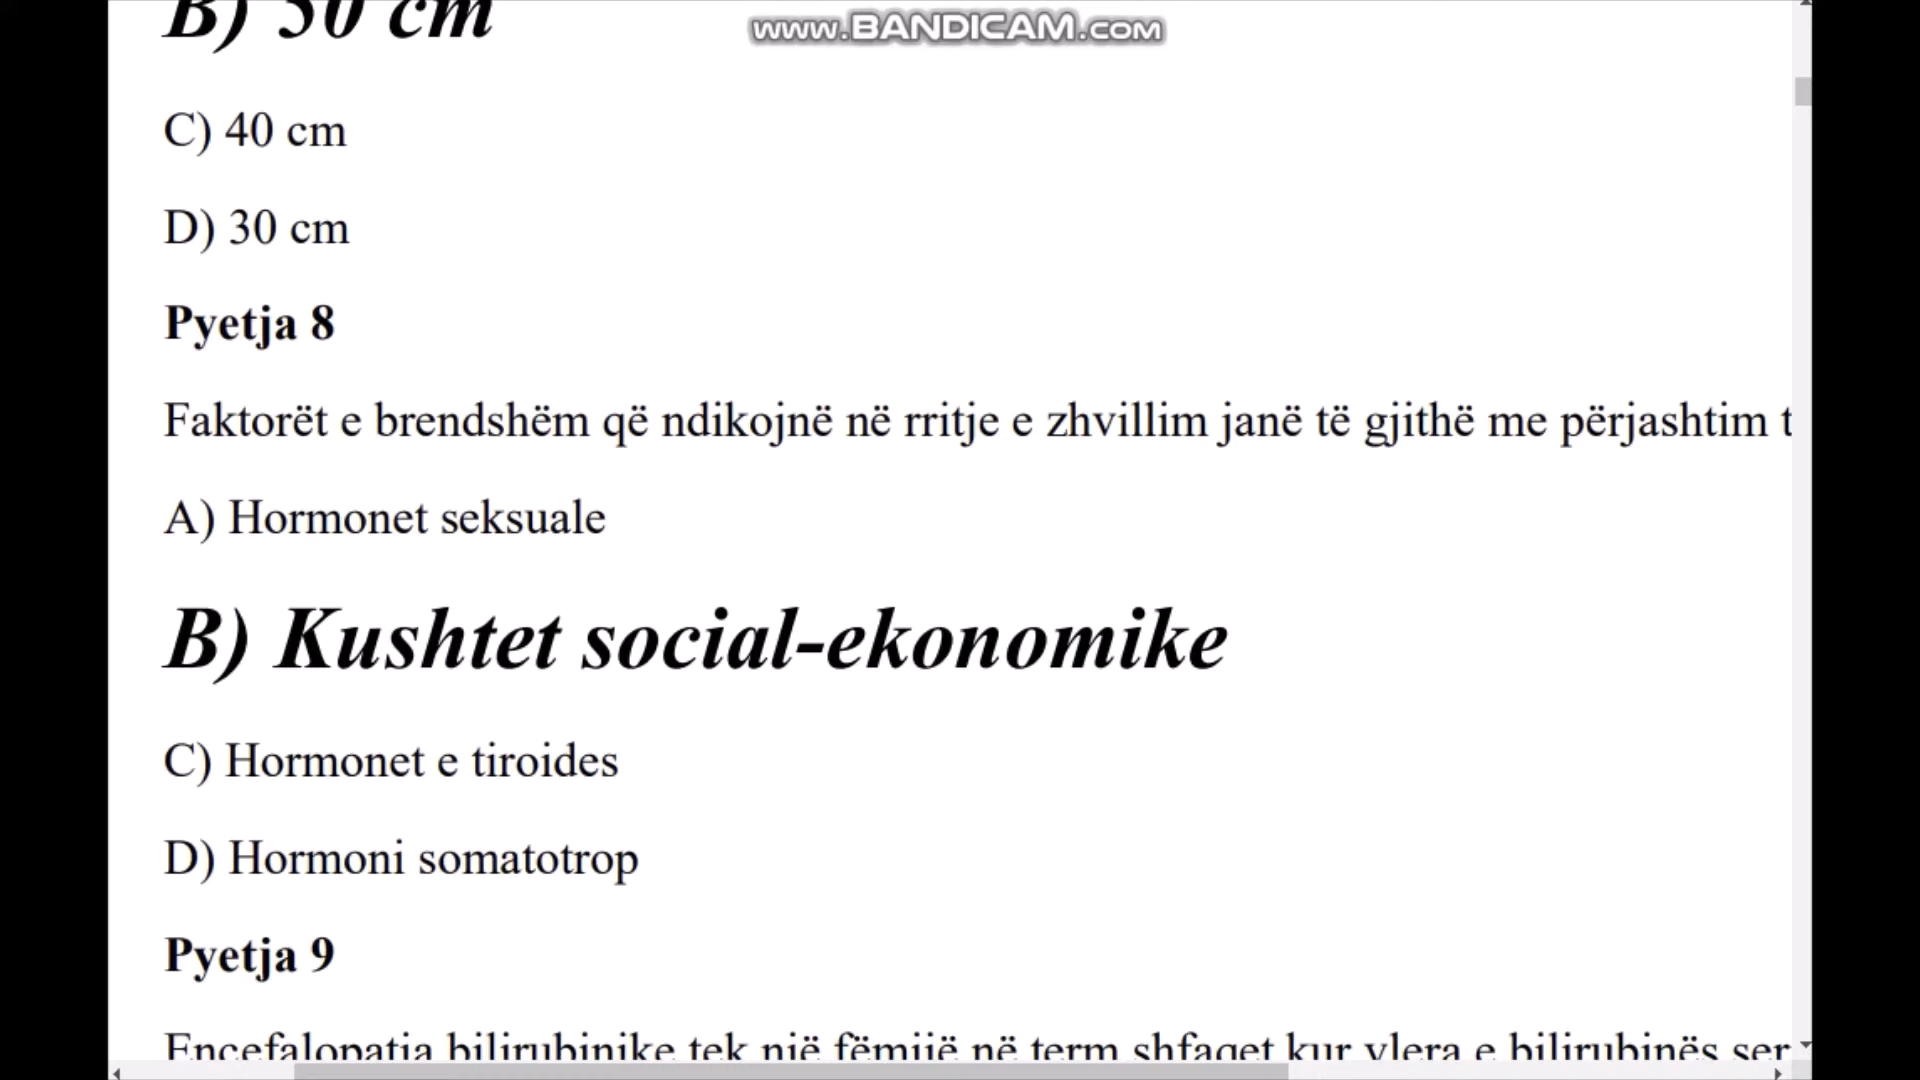 www.BANDICAM.com
B) 50 cm
C) 40 cm
D) 30 cm
Pyetja 8
Faktorët e brendshëm që ndikojnë në rritje e zhvillim janë të gjithë me përjashtim t
A) Hormonet seksuale
B) Kushtet social-ekonomike
C) Hormonet e tiroides
D) Hormoni somatotrop
Pyetja 9
Encefalopatia bilirubinike tek një fëmijë në term shfaqet kur vlera e bilirubinës ser